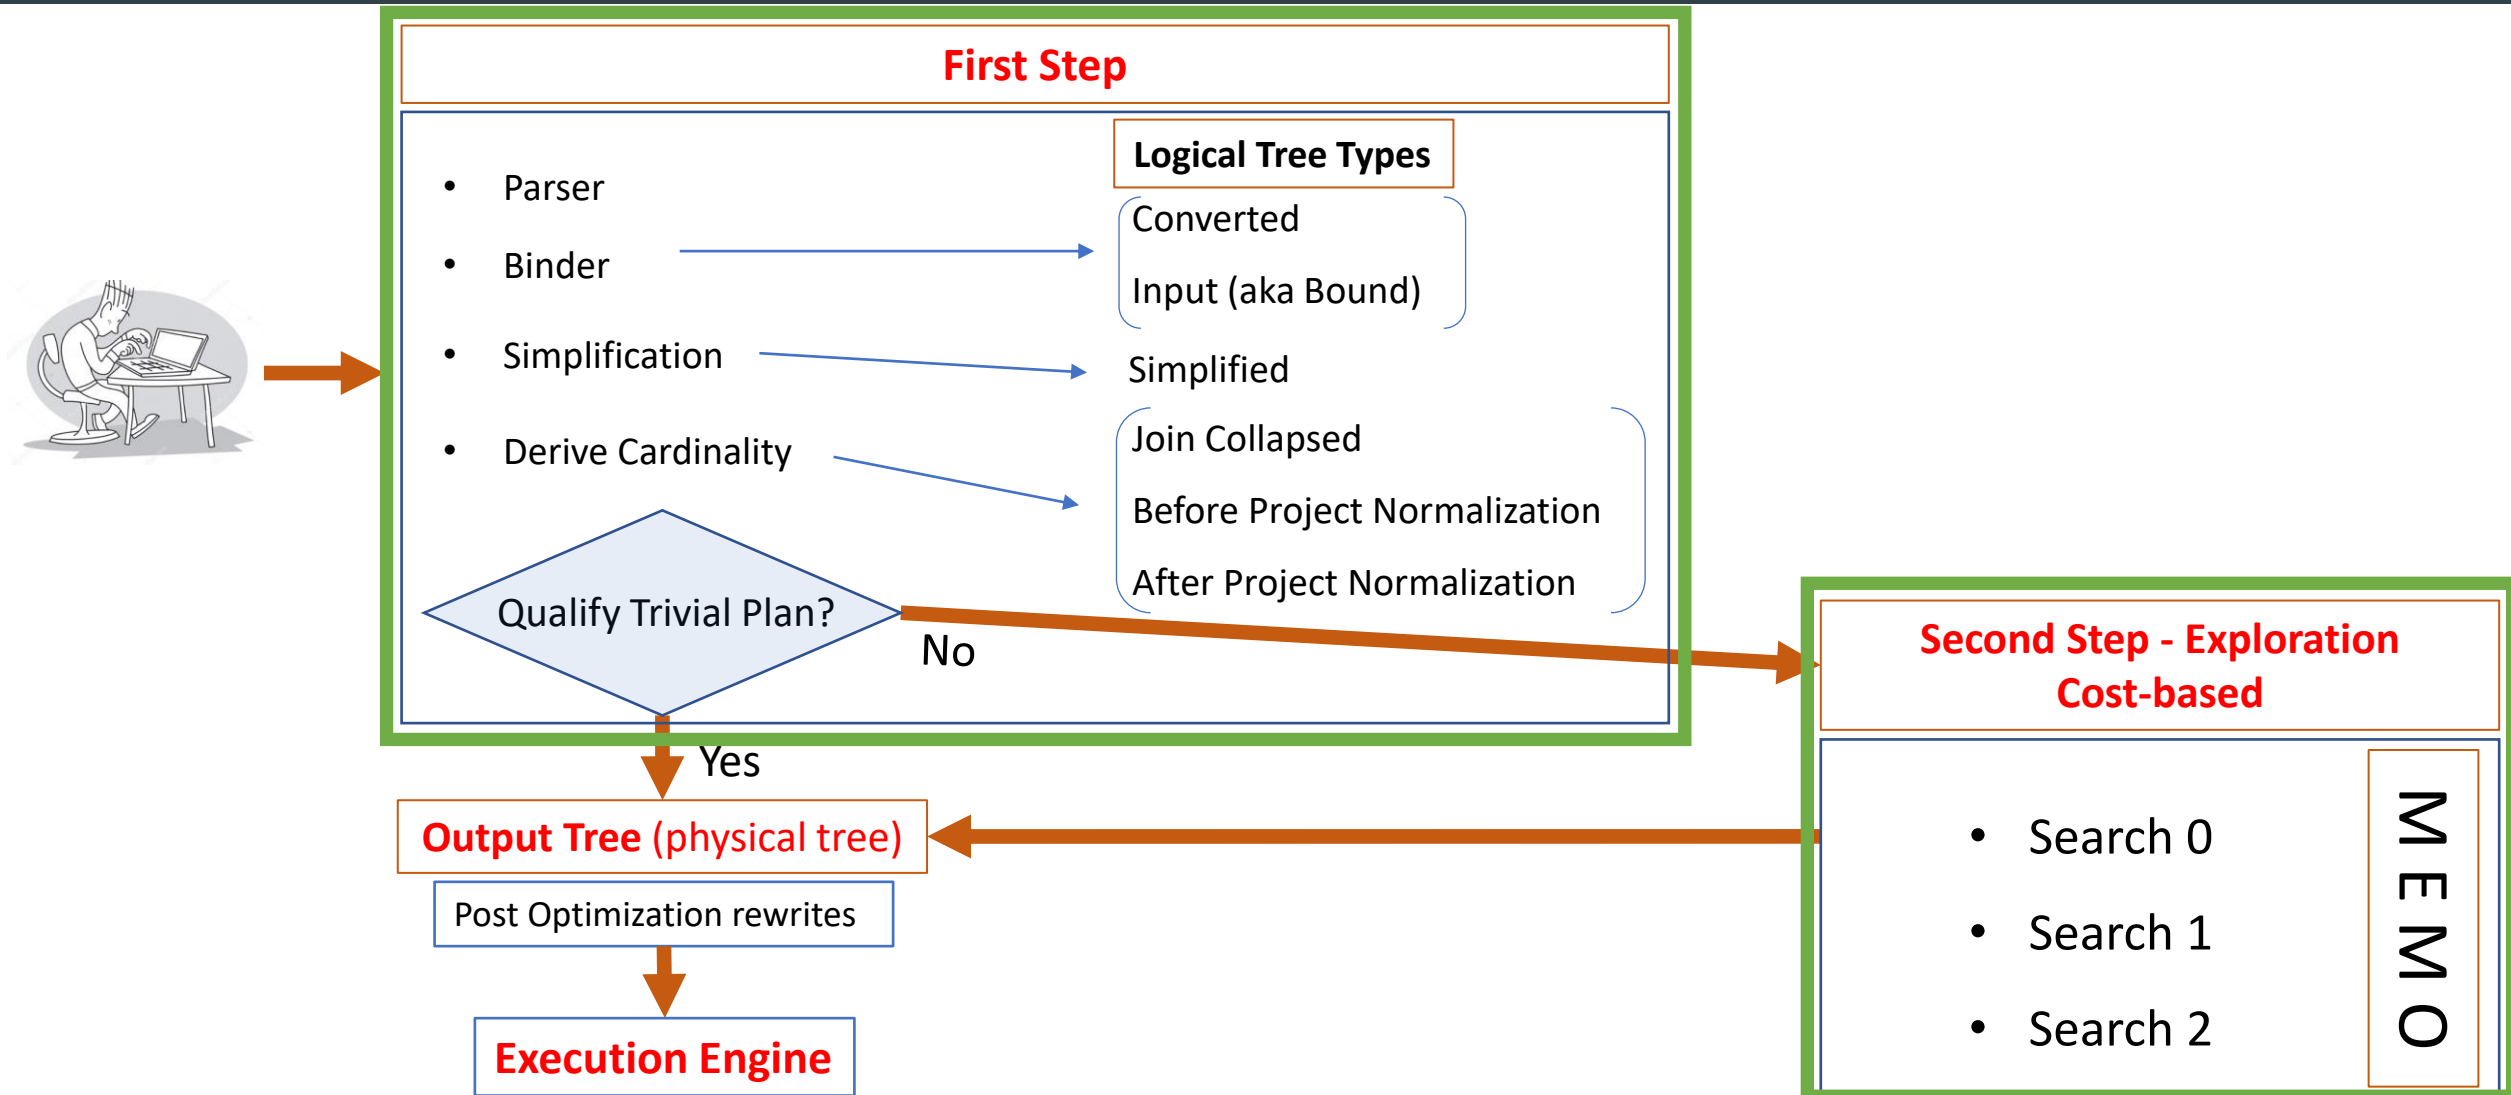 First Step
Logical Tree Types
• Parser
Converted
• Binder
Input (aka Bound)
• Simplification
Simplified
• Derive Cardinality
Join Collapsed
Before Project Normalization
After Project Normalization
Qualify Trivial Plan?
No
Yes
Second Step - Exploration
Cost-based
• Search 0
• Search 1
• Search 2
MEMO
Output Tree (physical tree)
Post Optimization rewrites
Execution Engine